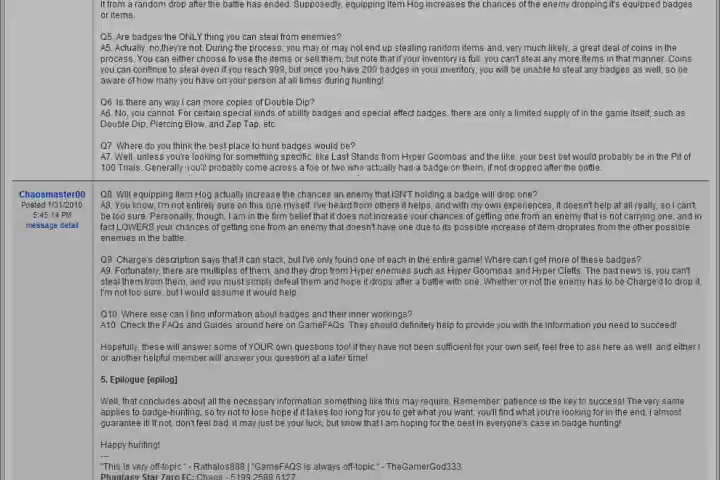 it from a random drop after the battle has ended. Supposedly, equipping Item Hog increases the chances of the enemy dropping it's equipped badges
or items.
Q5. Are badges the ONLY thing you can steal from enemies?
A5. Actually, no,they're not. During the process, you may or may not end up stealing random items and, very much likely, a great deal of coins in the
process. You can either choose to use the items or sell them, but note that if your inventory is full, you can't steal any more items in that manner. Coins
you can continue to steal even if you reach 999, but once you have 200 badges in your inventory, you will be unable to steal any badges as well, so be
aware of how many you have on your person at all times during hunting!
Q6. Is there any way I can more copies of Double Dip?
A6. No, you cannot. For certain special kinds of ability badges and special effect badges, there are only a limited supply of in the game itself, such as
Double Dip, Piercing Blow, and Zap Tap, etc.
Q7. Where do you think the best place to hunt badges would be?
A7. Well, unless you're looking for something specific, like Last Stands from Hyper Goombas and the like, your best bet would probably be in the Pit of
100 Trials. Generally you'd probably come across a foe or two who actually has a badge on them, if not dropped after the battle.
Chaosmaster00
Posted 1/31/2010
5:45:14 PM
message detail
Q8. Will equipping Item Hog actually increase the chances an enemy that ISN'T holding a badge will drop one?
A8. You know, I'm not entirely sure on this one myself. I've heard from others it helps, and with my own experiences, it doesn't help at all really, so I can't
be too sure. Personally, though, I am in the firm belief that it does not increase your chances of getting one from an enemy that is not carrying one, and in
fact LOWERS your chances of getting one from an enemy that doesn't have one due to its possible increase of item droprates from the other possible
enemies in the battle.
Q9. Charge's description says that it can stack, but I've only found one of each in the entire game! Where can I get more of these badges?
A9. Fortunately, there are multiples of them, and they drop from Hyper enemies such as Hyper Goombas and Hyper Clefts. The bad news is, you can't
steal them from them, and you must simply defeat them and hope it drops after a battle with one. Whether or not the enemy has to be Charge'd to drop it,
I'm not too sure, but I would assume it would help.
Q10. Where else can I find information about badges and their inner workings?
A10. Check the FAQs and Guides around here on GameFAQs. They should definitely help to provide you with the information you need to succeed!
Hopefully, these will answer some of YOUR own questions too! If they have not been sufficient for your own self, feel free to ask here as well, and either I
or another helpful member will answer your question at a later time!
5. Epilogue [epilog]
Well, that concludes about all the necessary information something like this may require. Remember: patience is the key to success! The very same
applies to badge-hunting, so try not to lose hope if it takes too long for you to get what you want; you'll find what you're looking for in the end, I almost
guarantee it! If not, don't feel bad, it may just be your luck, but know that I am hoping for the best in everyone's case in badge hunting!
Happy hunting!
---
"This is very off-topic." - Rathalos888 | "GameFAQS is always off-topic." - TheGamerGod333
Phantasy Star Zero FC: Chaos - 5199 2588 6127